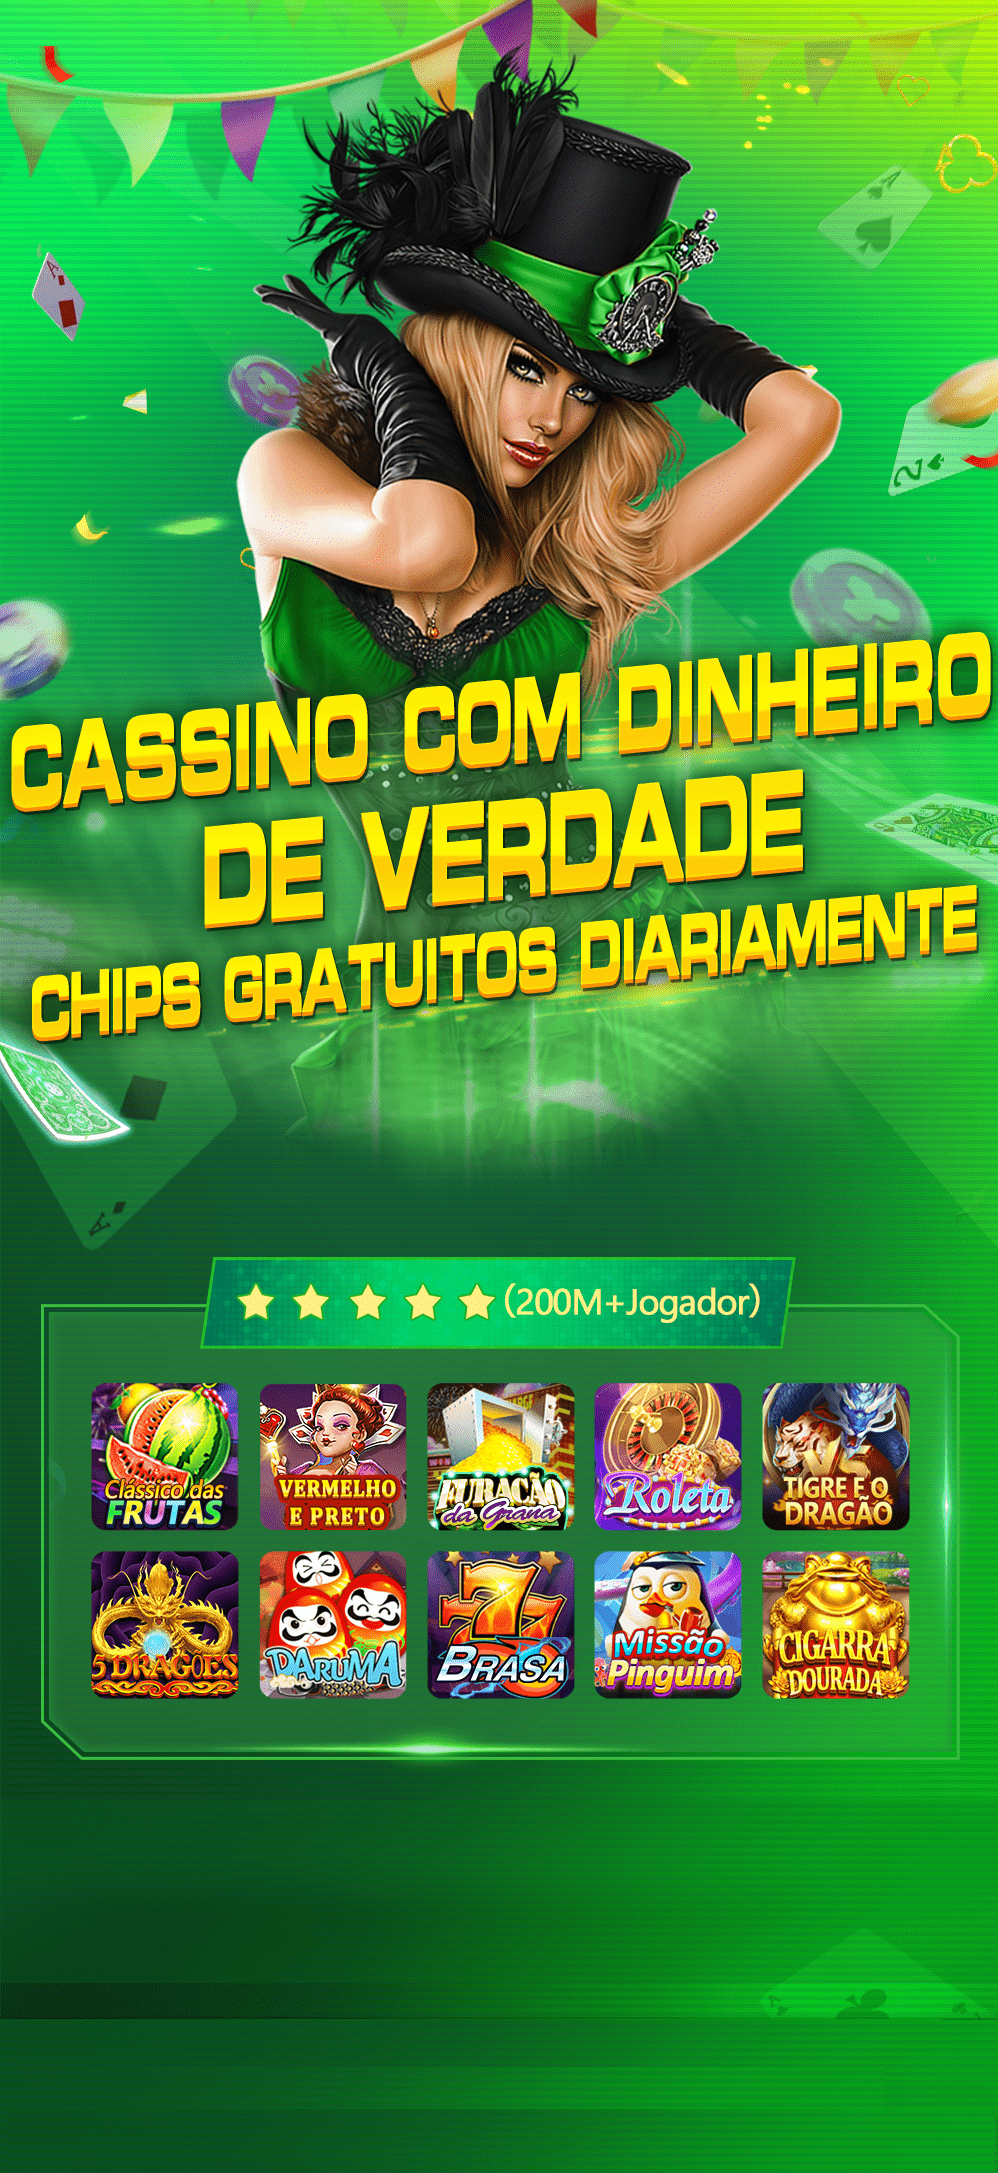 CASSINO COM DINHEIRO
DE VERDADE
CHIPS GRATUITOS DIARIAMENTE
(200M+Jogador)
Clássico das
FRUTAS
VERMELHO
E PRETO
FURACÃO
da Grana
Roleta
TIGRE E O
DRAGÃO
5 DRAGÕES
DARUMA
777
BRASA
Missão
Pinguim
CIGARRA
DOURADA